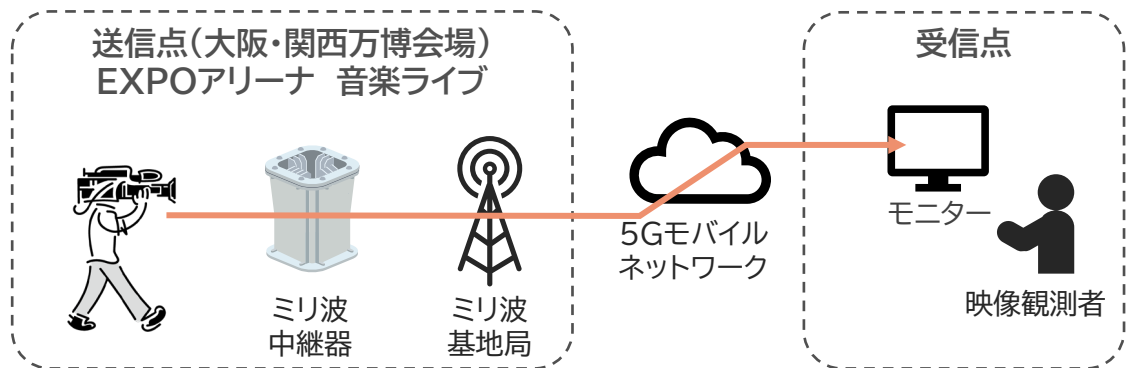 送信点(大阪・関西万博会場)
EXPOアリーナ 音楽ライブ
ミリ波
中継器
ミリ波
基地局
5Gモバイル
ネットワーク
受信点
モニター
映像観測者